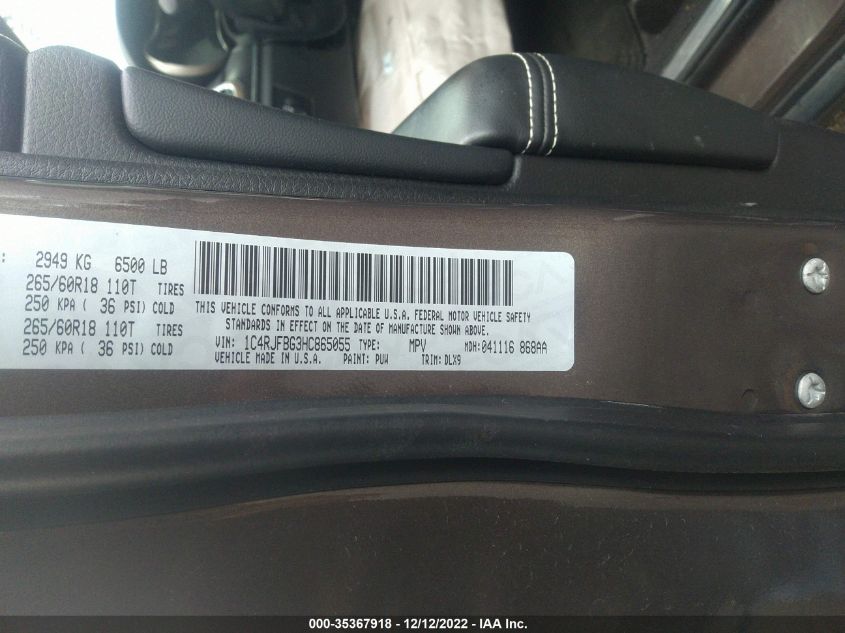 : 2949 KG 6500 LB
265/60R18 110T TIRES
250 KPA ( 36 PSI) COLD
265/60R18 110T TIRES
250 KPA ( 36 PSI) COLD
THIS VEHICLE CONFORMS TO ALL APPLICABLE U.S.A. FEDERAL MOTOR VEHICLE SAFETY
STANDARDS IN EFFECT ON THE DATE OF MANUFACTURE SHOWN ABOVE.
VIN: 1C4RJFBG3HC865055 TYPE: MPV MDH: 041116 868AA
VEHICLE MADE IN U.S.A. PAINT: PUW TRIM: DLX9
000-35367918 - 12/12/2022 - IAA Inc.